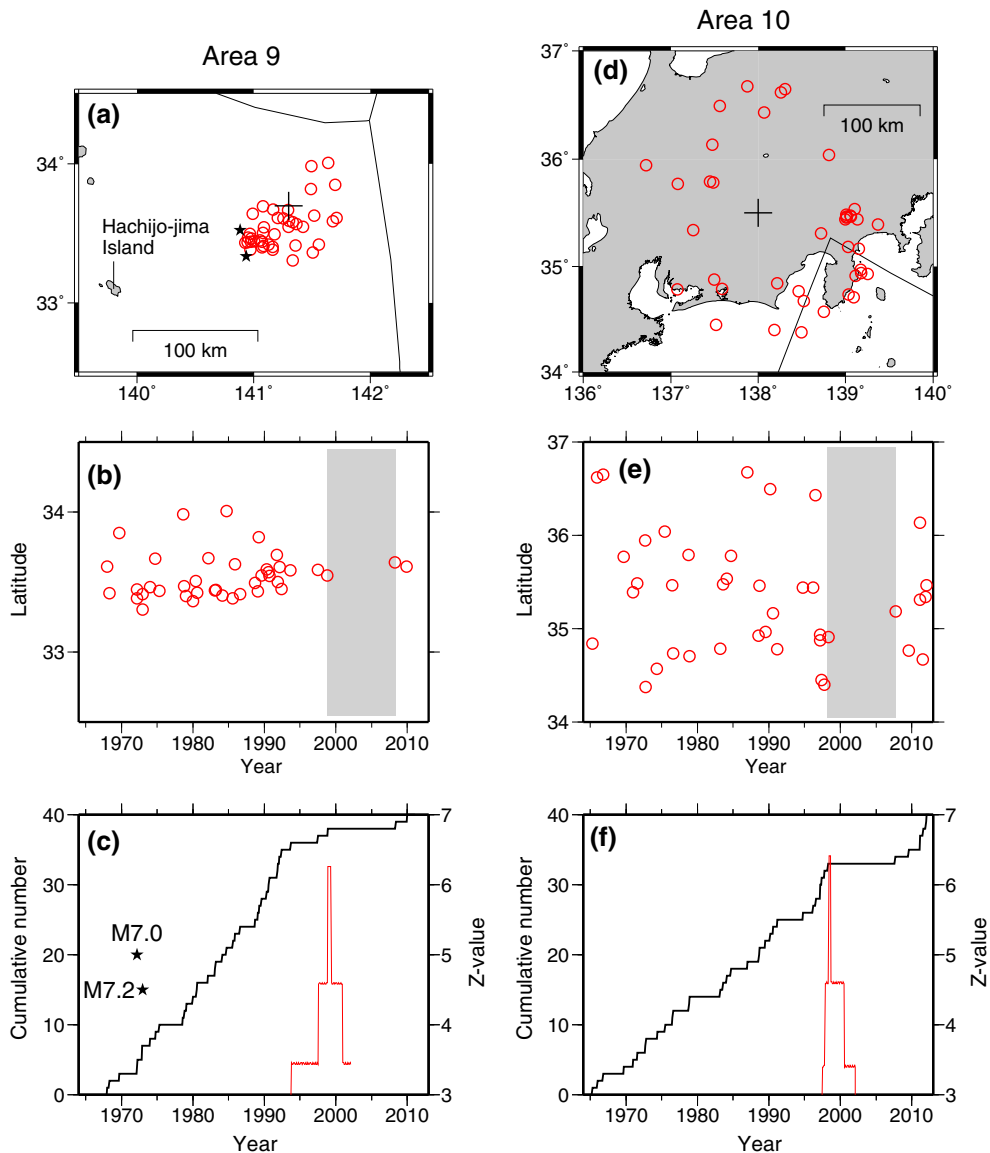 Area 9
Area 10
(a)
34˚
33˚
Hachijo-jima
Island
100 km
140˚
141˚
142˚
(d)
37˚
36˚
35˚
34˚
100 km
136˚
137˚
138˚
139˚
140˚
(b)
Latitude
34
33
1970
1980
1990
2000
2010
Year
(e)
Latitude
37
36
35
34
1970
1980
1990
2000
2010
Year
(c)
Cumulative number
40
30
20
10
0
M7.0
M7.2
7
6
5
4
3
Z-value
1970
1980
1990
2000
2010
Year
(f)
Cumulative number
40
30
20
10
0
7
6
5
4
3
Z-value
1970
1980
1990
2000
2010
Year